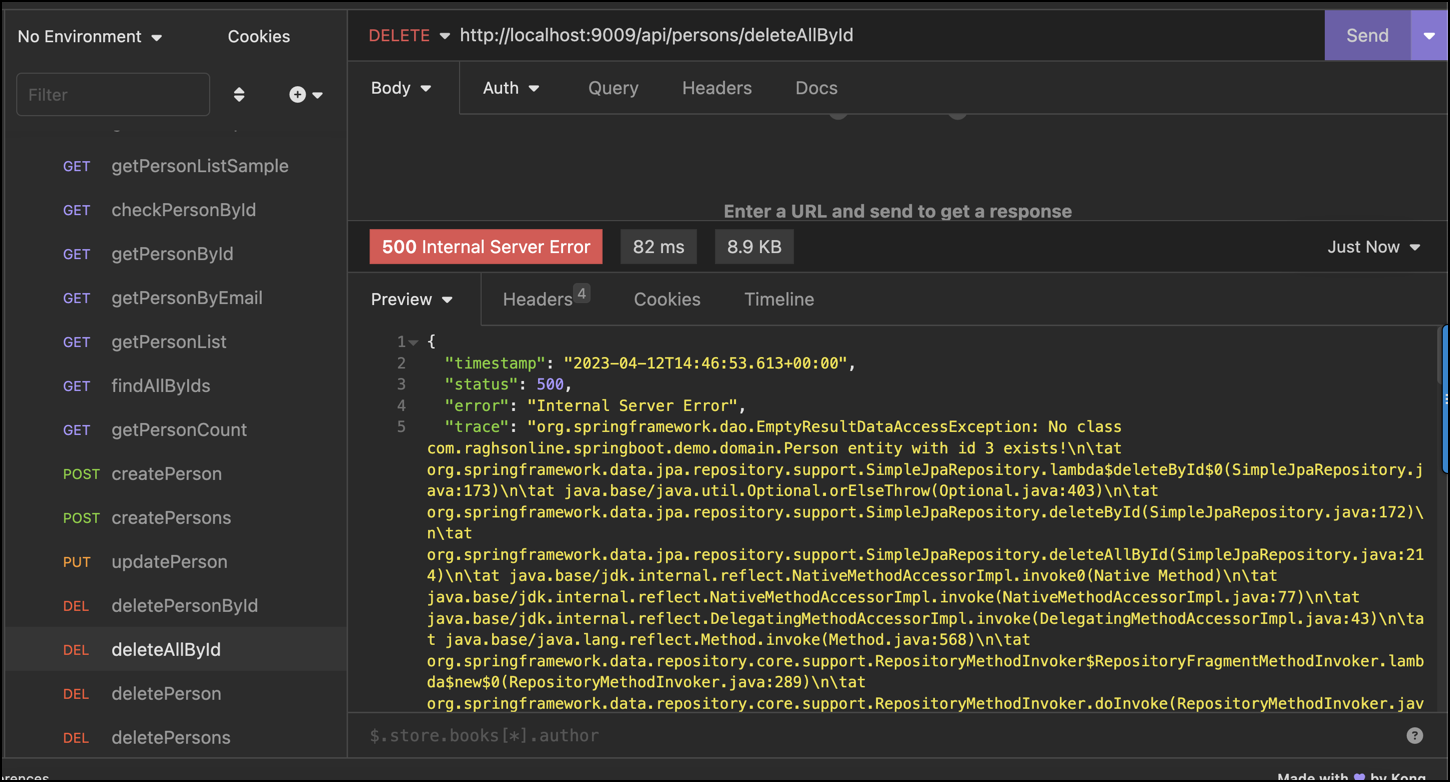 No Environment
Cookies
DELETE http://localhost:9009/api/persons/deleteAllById
Send
Filter
Body
Auth
Query
Headers
Docs
GET getPersonListSample
GET checkPersonById
GET getPersonById
GET getPersonByEmail
GET getPersonList
GET findAllByIds
GET getPersonCount
POST createPerson
POST createPersons
PUT updatePerson
DEL deletePersonById
DEL deleteAllById
DEL deletePerson
DEL deletePersons
Enter a URL and send to get a response
500 Internal Server Error
82 ms
8.9 KB
Just Now
Preview
Headers 4
Cookies
Timeline
1 {
2 "timestamp": "2023-04-12T14:46:53.613+00:00",
3 "status": 500,
4 "error": "Internal Server Error",
5 "trace": "org.springframework.dao.EmptyResultDataAccessException: No class
com.raghsonline.springboot.demo.domain.Person entity with id 3 exists!\n\tat
org.springframework.data.jpa.repository.support.SimpleJpaRepository.lambda$deleteById$0(SimpleJpaRepository.j
ava:173)\n\tat java.base/java.util.Optional.orElseThrow(Optional.java:403)\n\tat
org.springframework.data.jpa.repository.support.SimpleJpaRepository.deleteById(SimpleJpaRepository.java:172)\
n\tat
org.springframework.data.jpa.repository.support.SimpleJpaRepository.deleteAllById(SimpleJpaRepository.java:21
4)\n\tat java.base/jdk.internal.reflect.NativeMethodAccessorImpl.invoke0(Native Method)\n\tat
java.base/jdk.internal.reflect.NativeMethodAccessorImpl.invoke(NativeMethodAccessorImpl.java:77)\n\tat
java.base/jdk.internal.reflect.DelegatingMethodAccessorImpl.invoke(DelegatingMethodAccessorImpl.java:43)\n\ta
t java.base/java.lang.reflect.Method.invoke(Method.java:568)\n\tat
org.springframework.data.repository.core.support.RepositoryMethodInvoker$RepositoryFragmentMethodInvoker.lamb
da$new$0(RepositoryMethodInvoker.java:289)\n\tat
org.springframework.data.repository.core.support.RepositoryMethodInvoker.doInvoke(RepositoryMethodInvoker.jav
$.store.books[*].author
?
erences
Made with 💜 by Kong